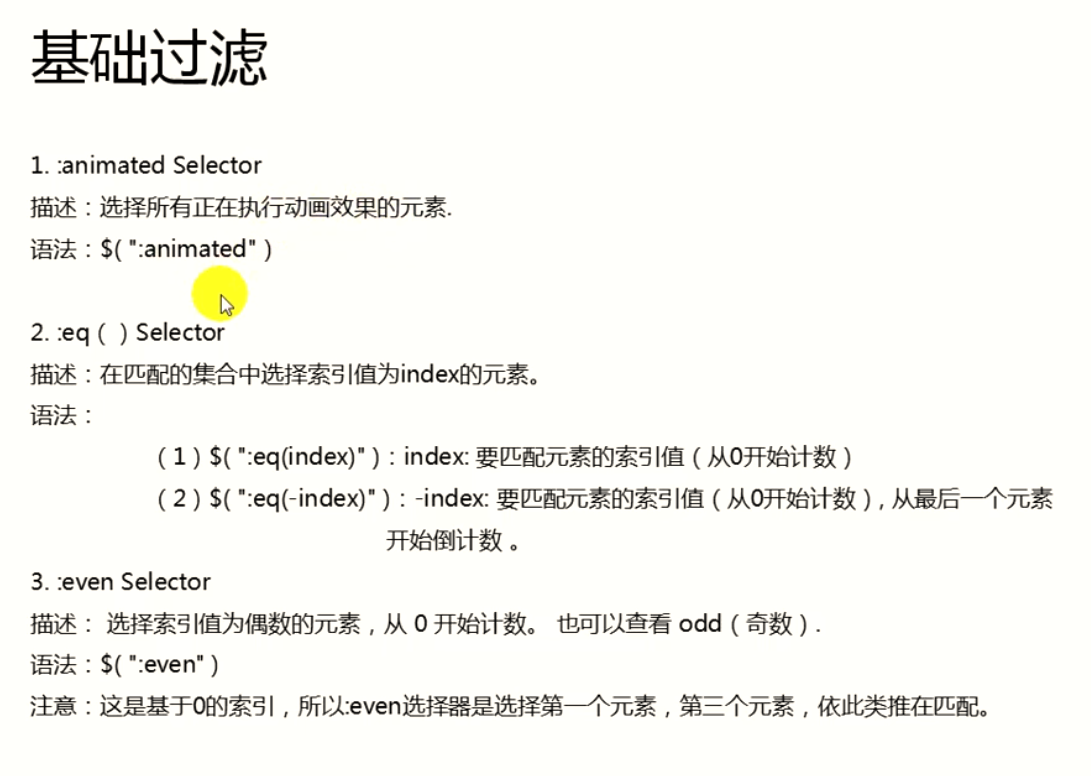 基础过滤
1. :animated Selector
描述：选择所有正在执行动画效果的元素.
语法：$( ":animated" )
2. :eq（ ）Selector
描述：在匹配的集合中选择索引值为index的元素。
语法：
（1）$( ":eq(index)" )：index: 要匹配元素的索引值（从0开始计数）
（2）$( ":eq(-index)" )：-index: 要匹配元素的索引值（从0开始计数）, 从最后一个元素
开始倒计数 。
3. :even Selector
描述： 选择索引值为偶数的元素，从 0 开始计数。 也可以查看 odd（奇数）.
语法：$( ":even" )
注意：这是基于0的索引，所以:even选择器是选择第一个元素，第三个元素，依此类推在匹配。